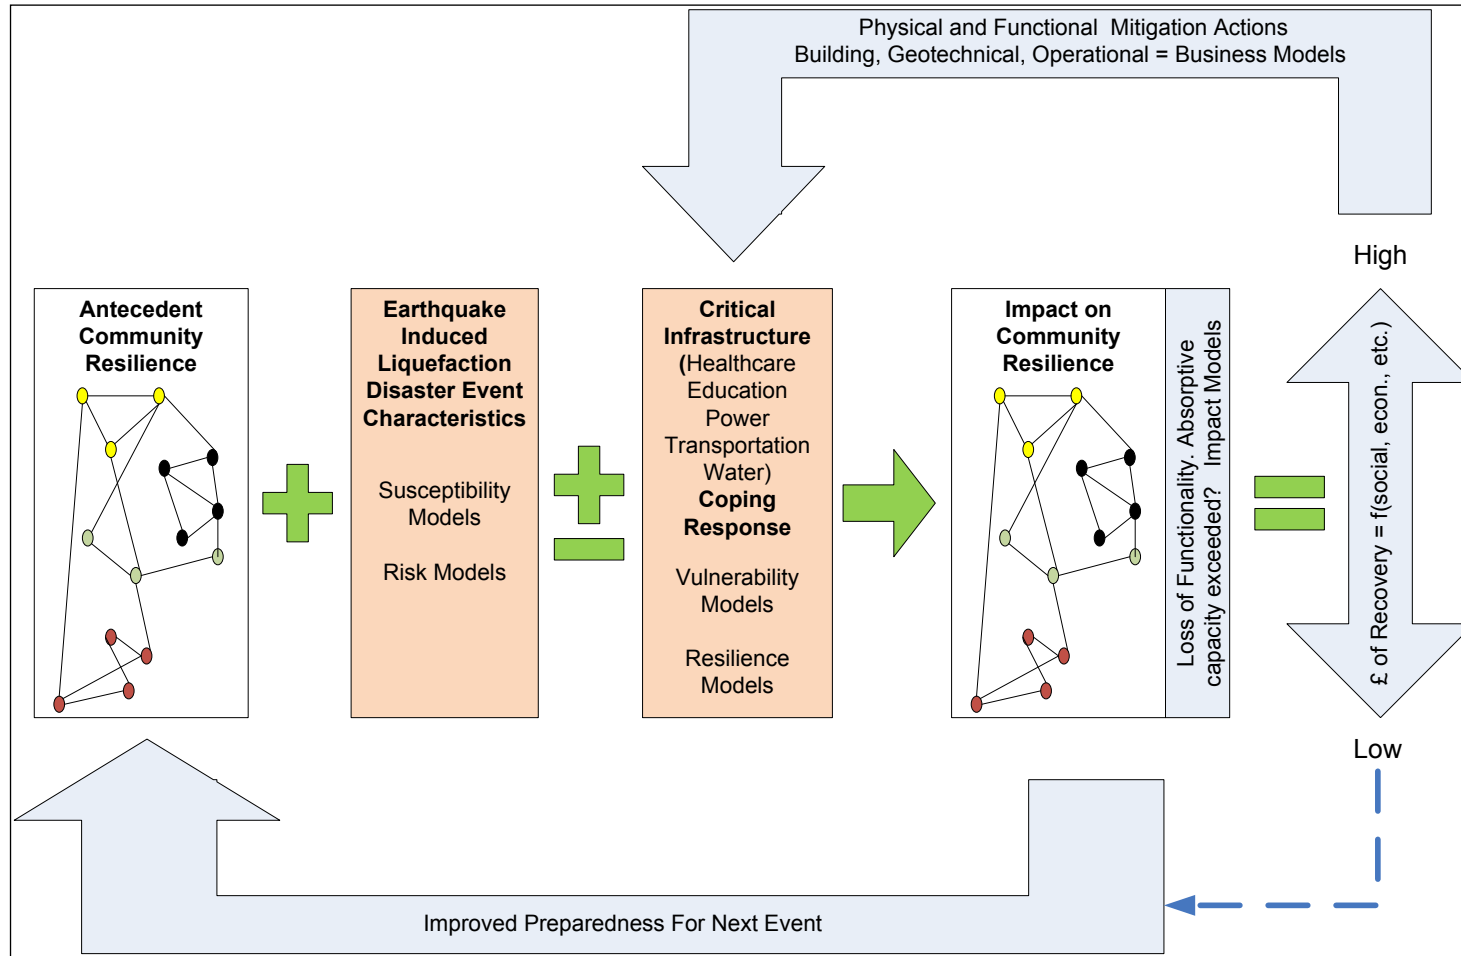 Physical and Functional  Mitigation Actions
Building, Geotechnical, Operational = Business Models
High
Antecedent
Community
Resilience
Earthquake
Induced
Liquefaction
Disaster Event
Characteristics
Susceptibility
Models
Risk Models
Critical
Infrastructure
(Healthcare
Education
Power
Transportation
Water)
Coping
Response
Vulnerability
Models
Resilience
Models
Impact on
Community
Resilience
Loss of Functionality. Absorptive
capacity exceeded?   Impact Models
£ of Recovery = f(social, econ., etc.)
Low
Improved Preparedness For Next Event